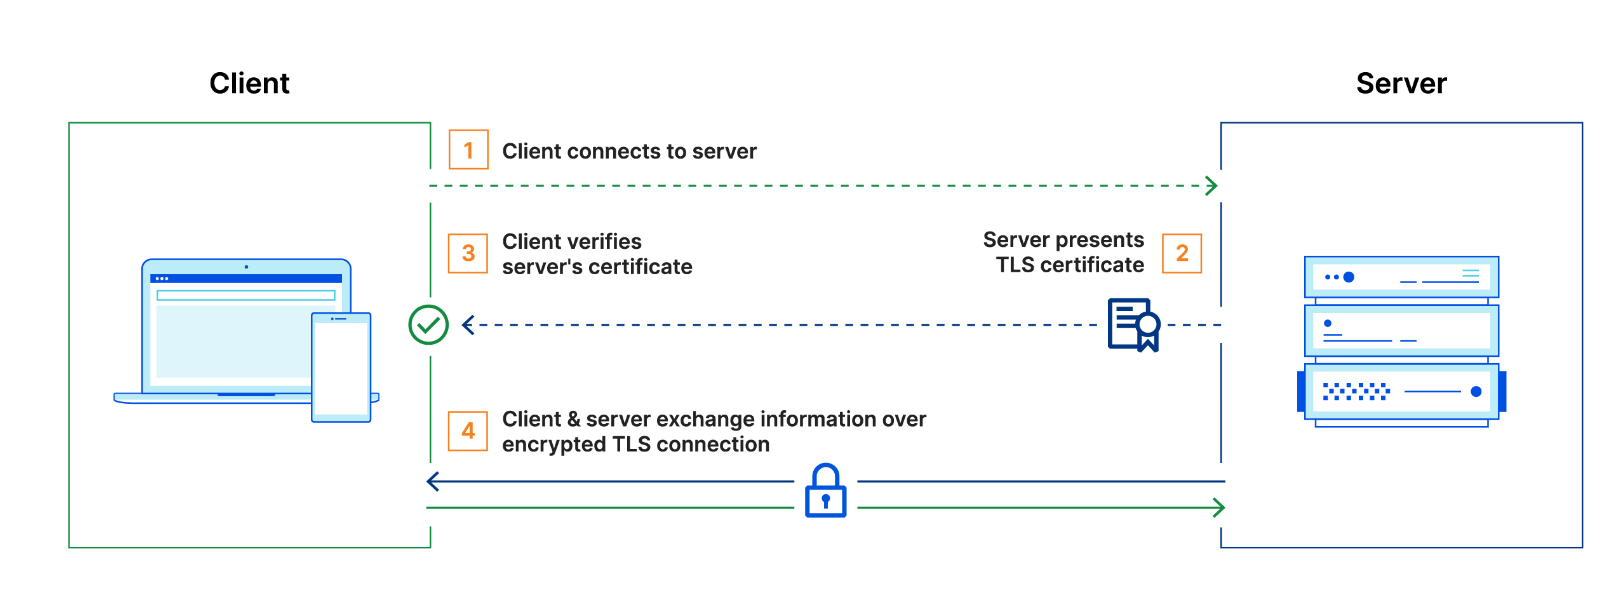 Client
Server
1
Client connects to server
3
Client verifies
server's certificate
Server presents
TLS certificate
2
4
Client & server exchange information over
encrypted TLS connection